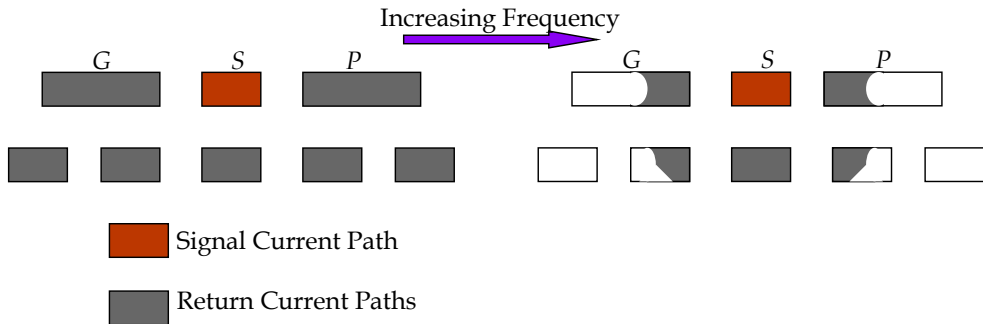 Increasing Frequency
G S P
G S P
Signal Current Path
Return Current Paths